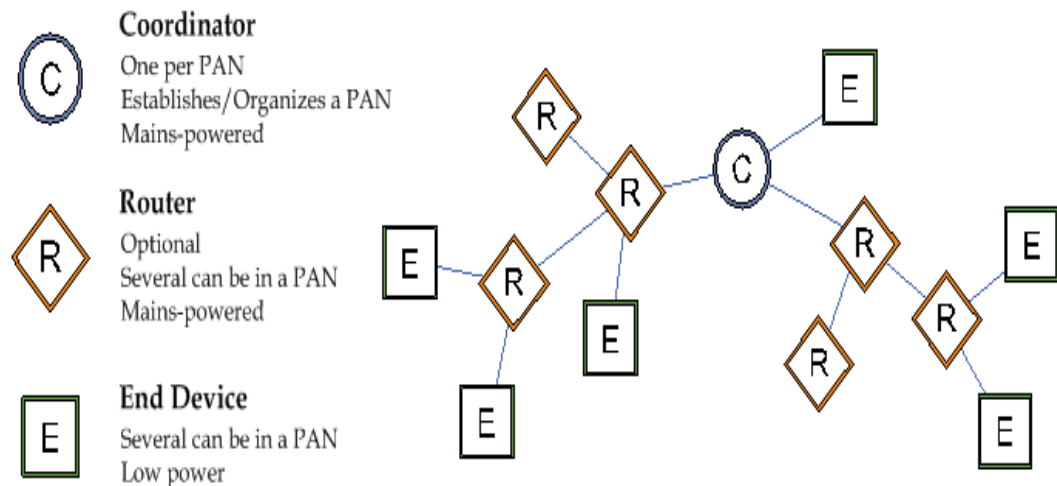 C
Coordinator
One per PAN
Establishes/Organizes a PAN
Mains-powered
R
Router
Optional
Several can be in a PAN
Mains-powered
E
End Device
Several can be in a PAN
Low power
E
R
C
R
E
R
E
R
R
E
R
E
E
E